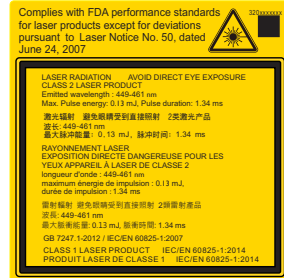 Complies with FDA performance standards
for laser products except for deviations
pursuant to Laser Notice No. 50, dated
June 24, 2007
320xxxxxxx
LASER RADIATION AVOID DIRECT EYE EXPOSURE
CLASS 2 LASER PRODUCT
Emitted wavelength : 449-461 nm
Max. Pulse energy: 0.13 mJ, Pulse duration: 1.34 ms
激光辐射 避免眼睛受到直接照射 2类激光产品
波长: 449-461 nm
最大脉冲能量：0.13 mJ，脉冲时间：1.34 ms
RAYONNEMENT LASER
EXPOSITION DIRECTE DANGEREUSE POUR LES
YEUX APPAREIL À LASER DE CLASSE 2
longueur d'onde : 449-461 nm
maximum énergie de impulsion : 0.13 mJ,
durée de impulsion : 1.34 ms
雷射輻射 避免眼睛受到直接照射 2類雷射產品
波長: 449-461 nm
最大脈衝能量: 0.13 mJ, 脈衝時間: 1.34 ms
GB 7247.1-2012 / IEC/EN 60825-1:2007
CLASS 1 LASER PRODUCT IEC/EN 60825-1:2014
PRODUIT LASER DE CLASSE 1 IEC/EN 60825-1:2014